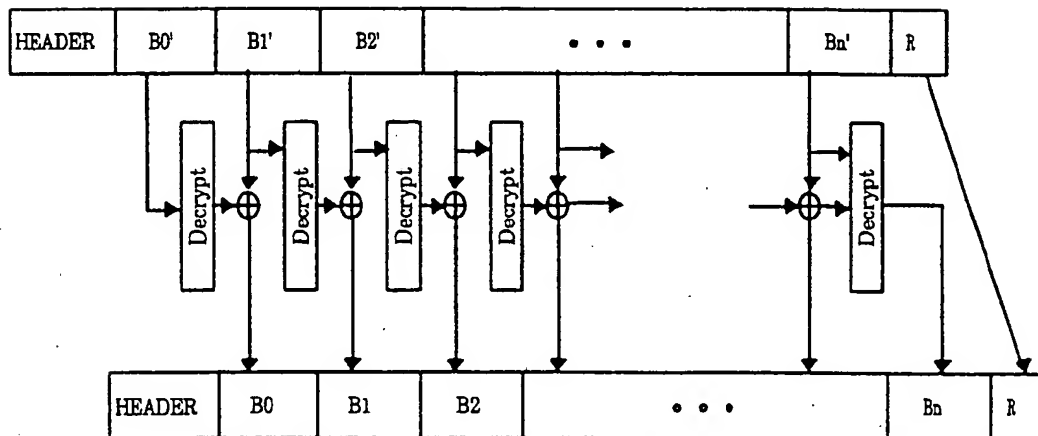 HEADER B0' B1' B2' • • • Bn' R
Decrypt Decrypt Decrypt Decrypt Decrypt
HEADER B0 B1 B2 • • • Bn R